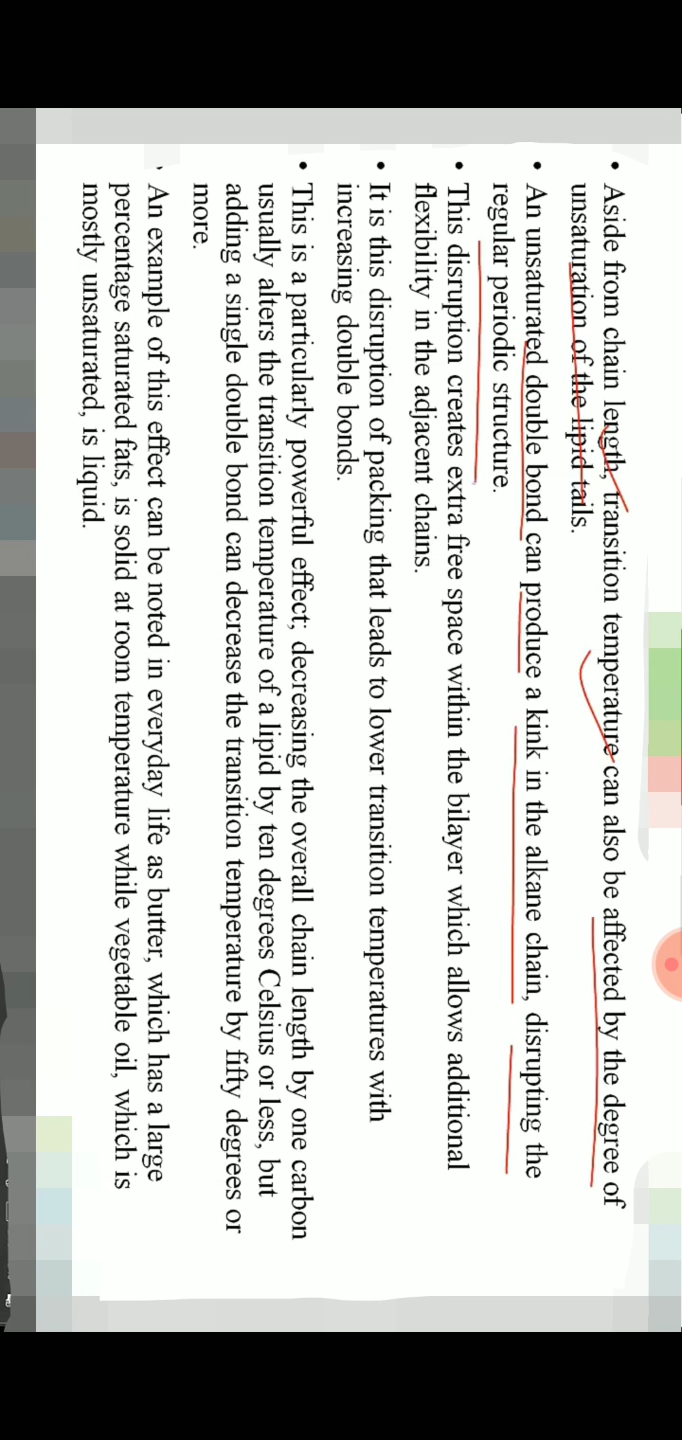 • Aside from chain length, transition temperature can also be affected by the degree of
unsaturation of the lipid tails.
• An unsaturated double bond can produce a kink in the alkane chain, disrupting the
regular periodic structure.
• This disruption creates extra free space within the bilayer which allows additional
flexibility in the adjacent chains.
• It is this disruption of packing that leads to lower transition temperatures with
increasing double bonds.
• This is a particularly powerful effect; decreasing the overall chain length by one carbon
usually alters the transition temperature of a lipid by ten degrees Celsius or less, but
adding a single double bond can decrease the transition temperature by fifty degrees or
more.
An example of this effect can be noted in everyday life as butter, which has a large
percentage saturated fats, is solid at room temperature while vegetable oil, which is
mostly unsaturated, is liquid.